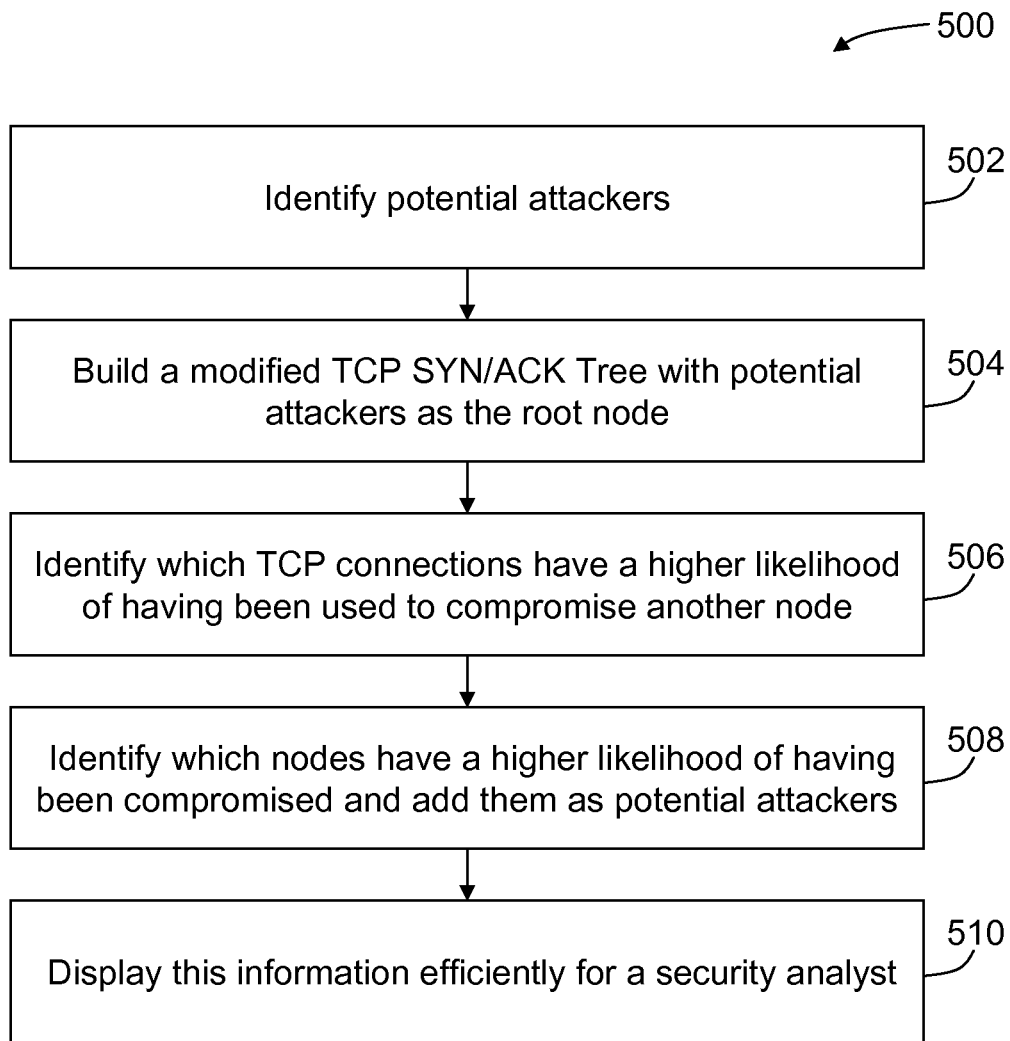 500
502
Identify potential attackers
504
Build a modified TCP SYN/ACK Tree with potential
attackers as the root node
506
Identify which TCP connections have a higher likelihood
of having been used to compromise another node
508
Identify which nodes have a higher likelihood of having
been compromised and add them as potential attackers
510
Display this information efficiently for a security analyst